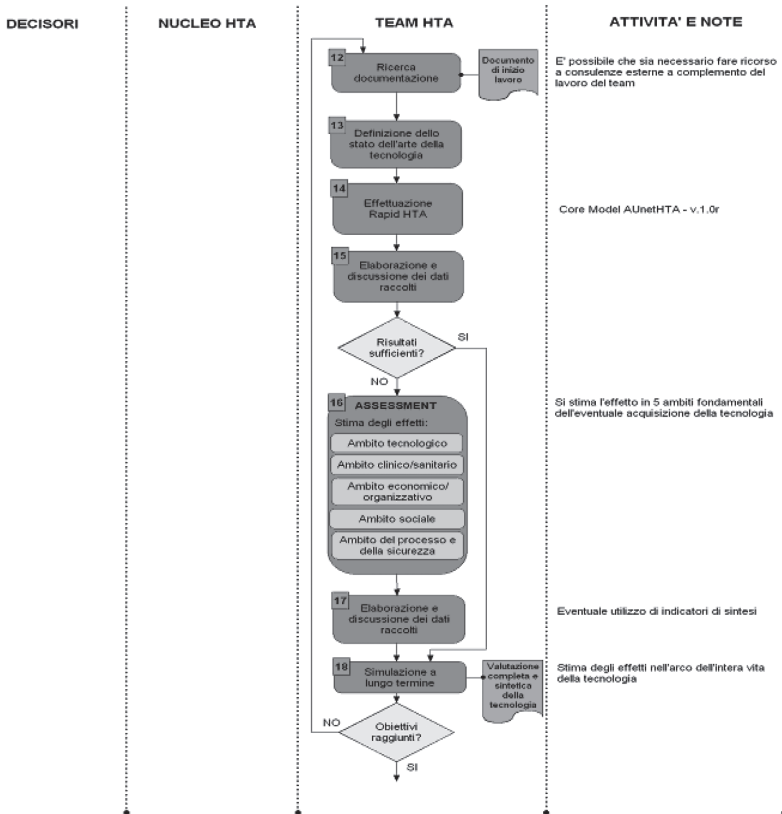 DECISORI
NUCLEO HTA
TEAM HTA
ATTIVITA' E NOTE
12
Ricerca
documentazione
Documento
di inizio
lavoro
E' possibile che sia necessario fare ricorso
a consulenze esterne a complemento del
lavoro del team
13
Definizione dello
stato dell'arte della
tecnologia
14
Effettuazione
Rapid HTA
Core Model AUnetHTA - v.1.0r
15
Elaborazione e
discussione dei dati
raccolti
Risultati
sufficienti?
SI
NO
16
ASSESSMENT
Stima degli effetti:
Ambito tecnologico
Ambito clinico/sanitario
Ambito economico/
organizzativo
Ambito sociale
Ambito del processo e
della sicurezza
Si stima l'effetto in 5 ambiti fondamentali
dell'eventuale acquisizione della tecnologia
17
Elaborazione e
discussione dei dati
raccolti
Eventuale utilizzo di indicatori di sintesi
18
Simulazione a
lungo termine
Valutazione
completa e
sintetica
della
tecnologia
Stima degli effetti nell'arco dell'intera vita
della tecnologia
NO
Obiettivi
raggiunti?
SI